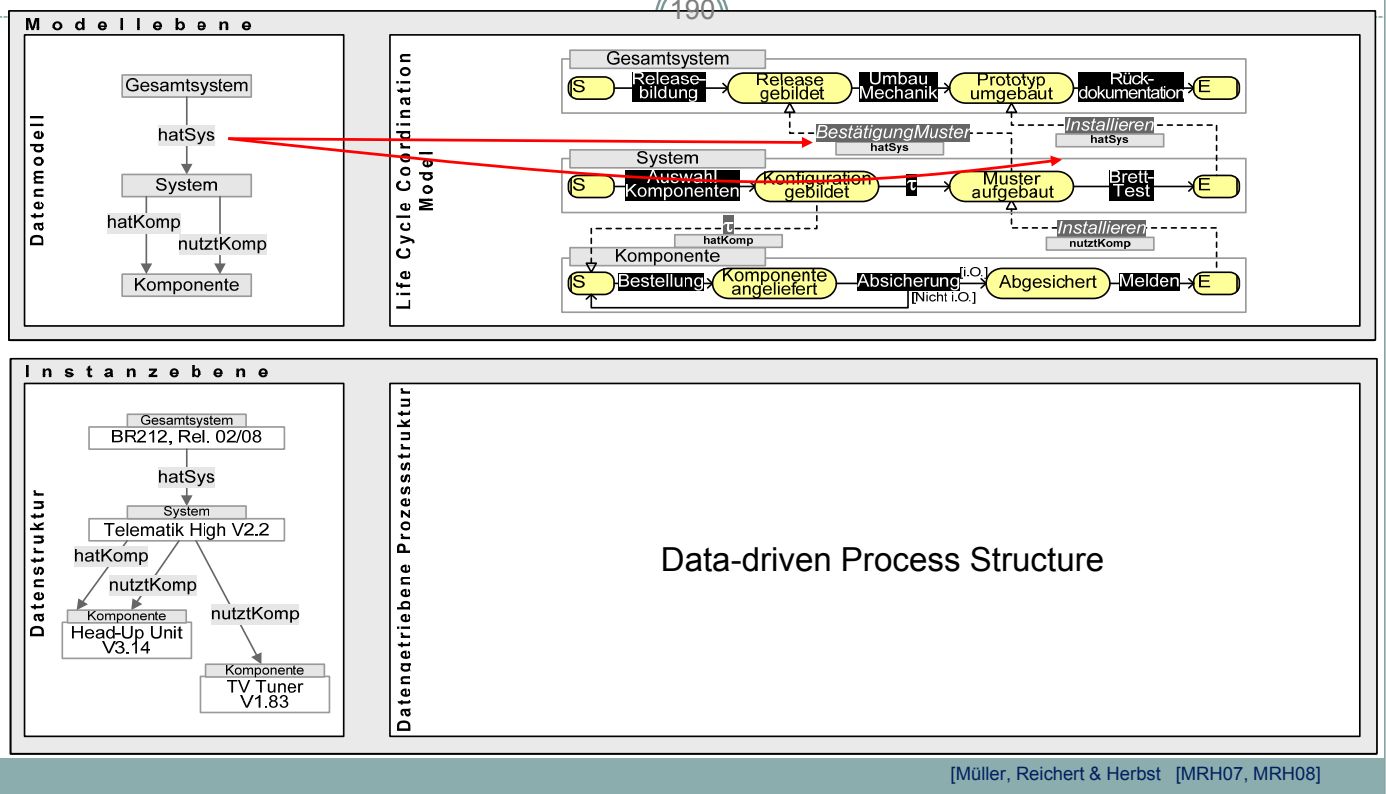 190
Modellebene
Datenmodell
Gesamtsystem
hatSys
System
hatKomp
nutztKomp
Komponente
Life Cycle Coordination
Model
Gesamtsystem
S
Release-
bildung
Release
gebildet
Umbau
Mechanik
Prototyp
umgebaut
Rück-
dokumentation
E
BestätigungMuster
hatSys
Installieren
hatSys
System
S
Auswahl
Komponenten
Konfiguration
gebildet
τ
Muster
aufgebaut
Brett-
Test
E
τ
hatKomp
Installieren
nutztKomp
Komponente
S
Bestellung
Komponente
angeliefert
Absicherung
[i.O.]
[Nicht i.O.]
Abgesichert
Melden
E
Instanzebene
Datenstruktur
Gesamtsystem
BR212, Rel. 02/08
hatSys
System
Telematik High V2.2
hatKomp
nutztKomp
nutztKomp
Komponente
Head-Up Unit
V3.14
Komponente
TV Tuner
V1.83
Datengetriebene Prozessstruktur
Data-driven Process Structure
[Müller, Reichert & Herbst [MRH07, MRH08]